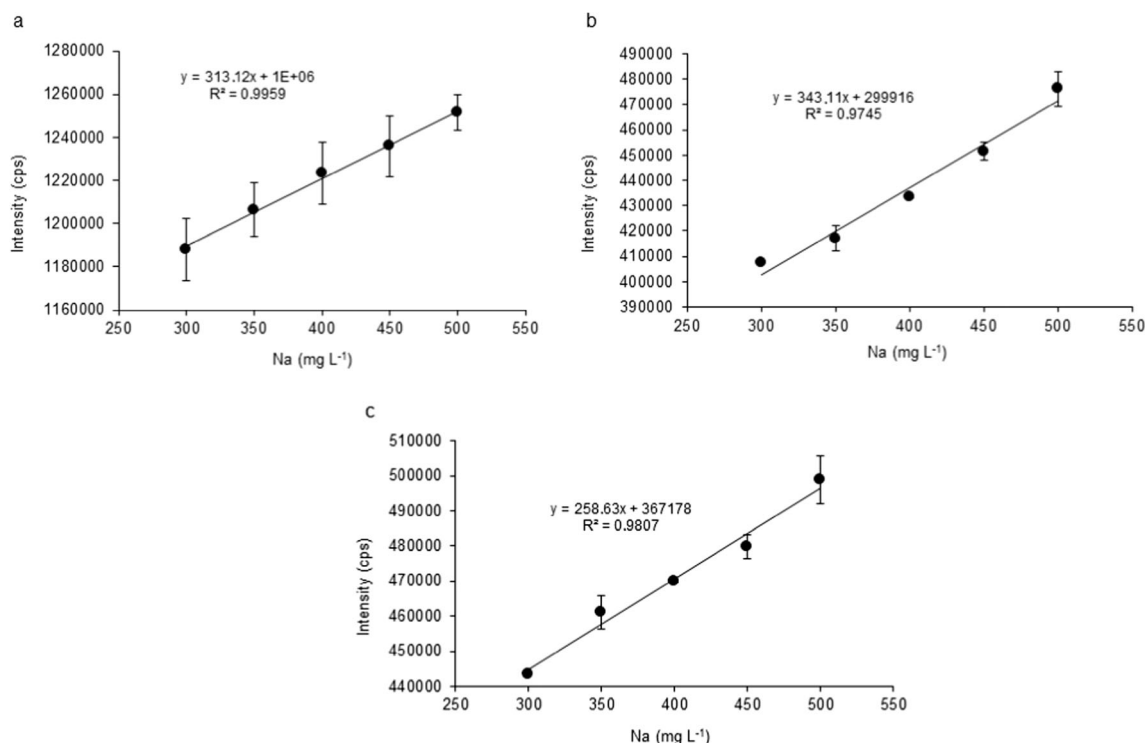 a
1280000
1260000
1240000
1220000
1200000
1180000
1160000
Intensity (cps)
y = 313.12x + 1E+06
R² = 0.9959
250 300 350 400 450 500 550
Na (mg L⁻¹)
b
490000
480000
470000
460000
450000
440000
430000
420000
410000
400000
390000
Intensity (cps)
y = 343.11x + 299916
R² = 0.9745
250 300 350 400 450 500 550
Na (mg L⁻¹)
c
510000
500000
490000
480000
470000
460000
450000
440000
Intensity (cps)
y = 258.63x + 367178
R² = 0.9807
250 300 350 400 450 500 550
Na (mg L⁻¹)